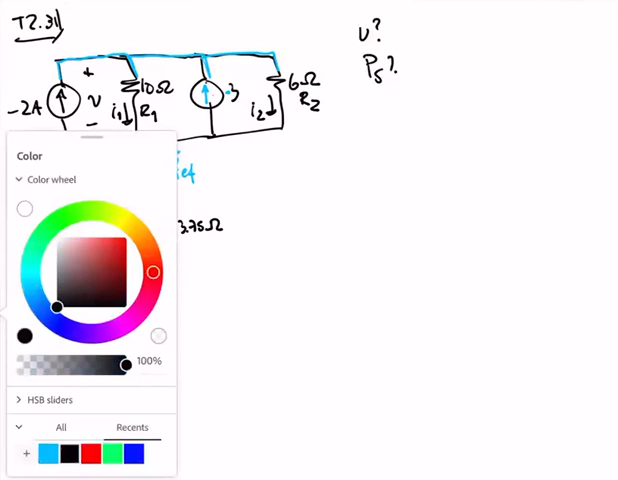 T2.31
v?
Ps?
-2A
+
v
-
10Ω
i1
R1
-3
i2
6Ω
R2
ef
3.75Ω
Color
Color wheel
100%
HSB sliders
All
Recents
+